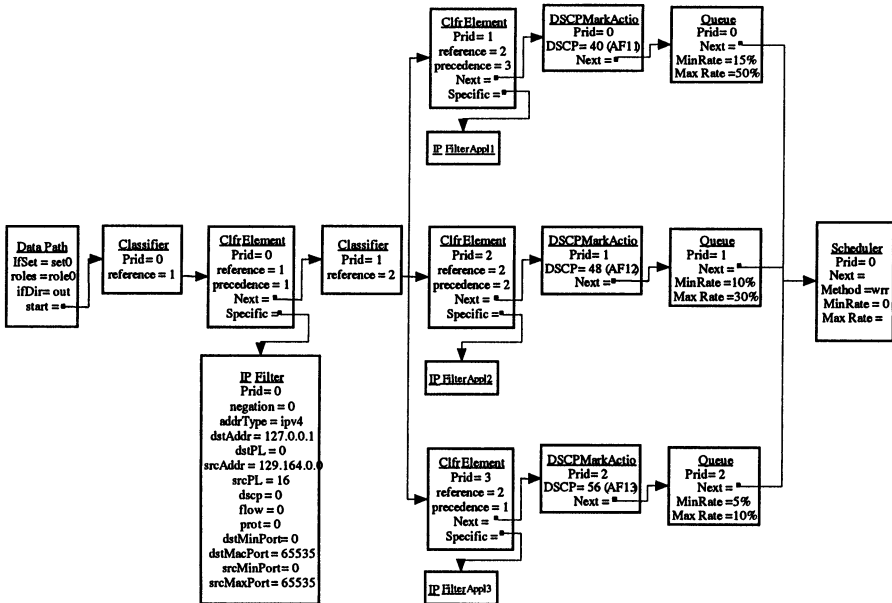 ClfrElement
Prid= 1
reference = 2
precedence = 3
Next =
Specific =
DSCPMarkActio
Prid= 0
DSCP= 40 (AF11)
Next =
Queue
Prid= 0
Next =
MinRate = 15%
Max Rate = 50%
IP FilterAppl1
Data Path
IfSet = set0
roles =role0
ifDir= out
start =
Classifier
Prid= 0
reference = 1
ClfrElement
Prid= 0
reference = 1
precedence = 1
Next =
Specific =
Classifier
Prid= 1
reference = 2
ClfrElement
Prid= 2
reference = 2
precedence = 2
Next =
Specific =
DSCPMarkActio
Prid= 1
DSCP= 48 (AF12)
Next =
Queue
Prid= 1
Next =
MinRate = 10%
Max Rate = 30%
Scheduler
Prid= 0
Next =
Method =wrr
MinRate = 0
Max Rate =
IP FilterAppl2
IP Filter
Prid= 0
negation = 0
addrType = ipv4
dstAddr = 127.0.0.1
dstPL = 0
srcAddr = 129.164.0.0
srcPL = 16
dscp = 0
flow = 0
prot = 0
dstMinPort= 0
dstMacPort = 65535
srcMinPort = 0
srcMaxPort = 65535
ClfrElement
Prid= 3
reference = 2
precedence = 1
Next =
Specific =
DSCPMarkActio
Prid= 2
DSCP= 56 (AF13)
Next =
Queue
Prid= 2
Next =
MinRate = 5%
Max Rate = 10%
IP FilterAppl3